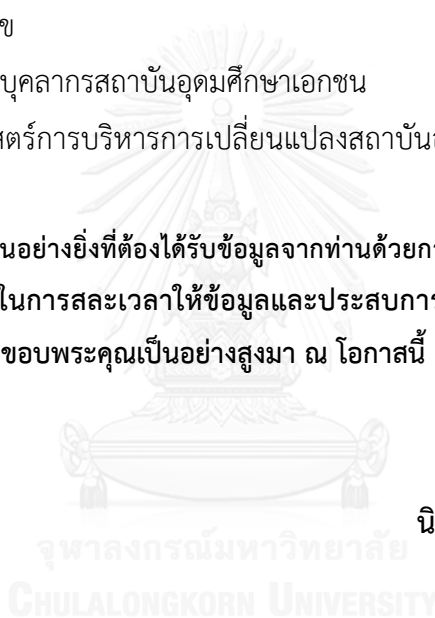 ข
บุคลากรสถาบันอุดมศึกษาเอกชน
สตร์การบริหารการเปลี่ยนแปลงสถาบัน
นอย่างยิ่งที่ต้องได้รับข้อมูลจากท่านด้วย
ในการสละเวลาให้ข้อมูลและประสบการ
ขอบพระคุณเป็นอย่างสูงมา ณ โอกาสนี้
นิ
จุฬาลงกรณ์มหาวิทยาลัย
CHULALONGKORN UNIVERSITY